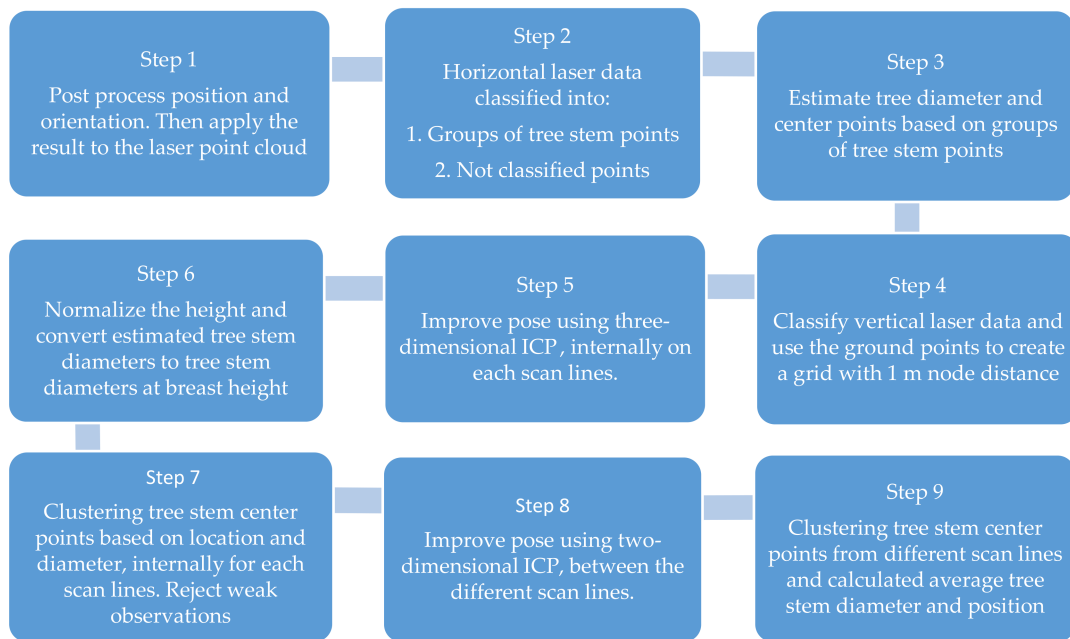 Step 1
Post process position and
orientation. Then apply the
result to the laser point cloud
Step 2
Horizontal laser data
classified into:
1. Groups of tree stem points
2. Not classified points
Step 3
Estimate tree diameter and
center points based on groups
of tree stem points
Step 4
Classify vertical laser data and
use the ground points to create
a grid with 1 m node distance
Step 5
Improve pose using three-
dimensional ICP, internally on
each scan lines.
Step 6
Normalize the height and
convert estimated tree stem
diameters to tree stem
diameters at breast height
Step 7
Clustering tree stem center
points based on location and
diameter, internally for each
scan lines. Reject weak
observations
Step 8
Improve pose using two-
dimensional ICP, between the
different scan lines.
Step 9
Clustering tree stem center
points from different scan lines
and calculated average tree
stem diameter and position